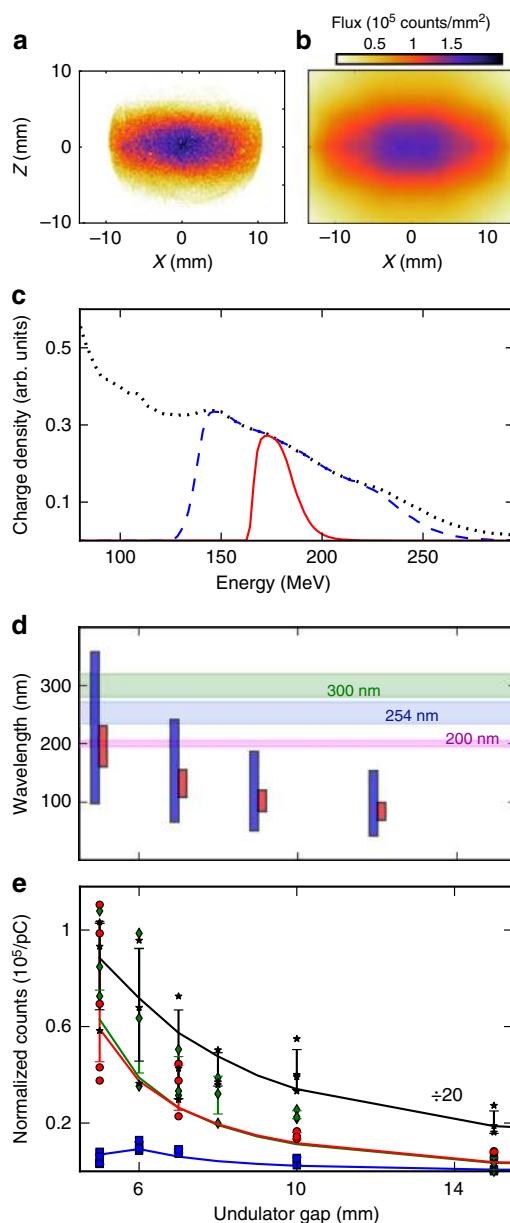 Flux (10⁵ counts/mm²)
a
b
0.5 1 1.5
10
0
−10
Z (mm)
−10 0 10
−10 0 10
X (mm)
X (mm)
c
0.5
0.3
0.1
Charge density (arb. units)
100 150 200 250
Energy (MeV)
d
300
200
100
Wavelength (nm)
300 nm
254 nm
200 nm
e
1
0.6
0.2
Normalized counts (10⁵/pC)
÷20
6 10 14
Undulator gap (mm)